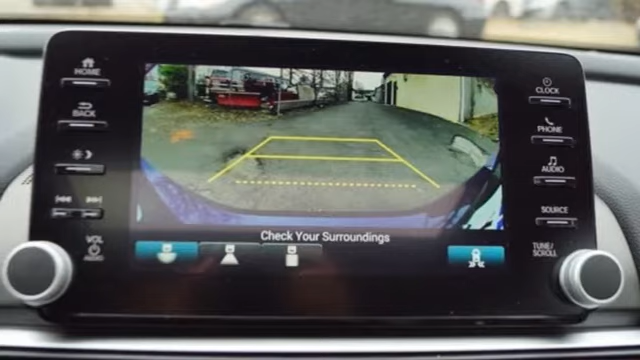 HOME
BACK
VOL
AUDIO
Check Your Surroundings
CLOCK
PHONE
AUDIO
SOURCE
TUNE/
SCROLL